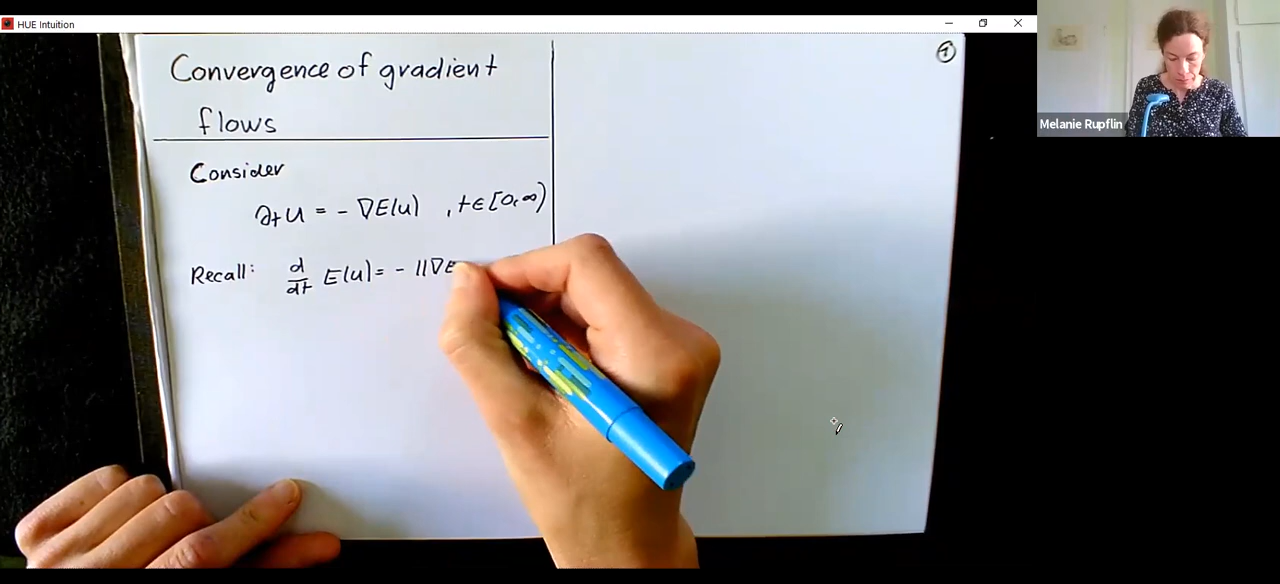 HUE Intuition
Convergence of gradient
flows
①
Consider
∂tu = - ∇E(u) , t∈[0,∞)
Recall: d/dt E(u) = - ||∇E
Melanie Rupflin